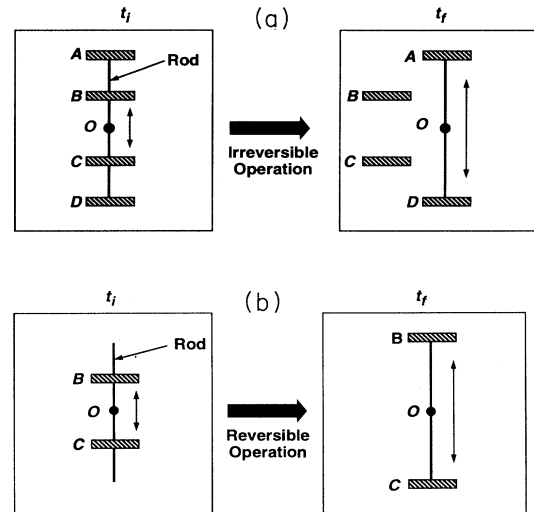 t_i (a) t_f
A Rod A
B B
O O
C Irreversible C
Operation
D D
t_i (b) t_f
Rod B
B
O O
C Reversible
Operation C